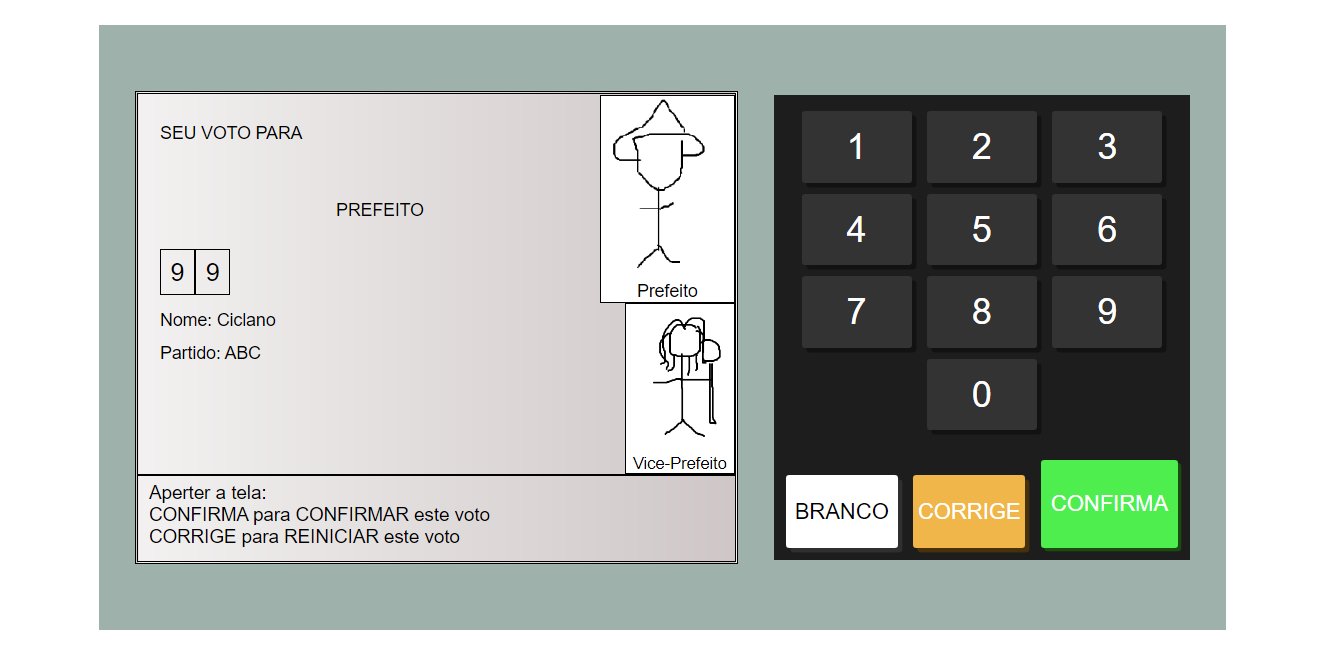 SEU VOTO PARA
PREFEITO
9 9
Nome: Ciclano
Partido: ABC
Prefeito
Vice-Prefeito
Aperter a tela:
CONFIRMA para CONFIRMAR este voto
CORRIGE para REINICIAR este voto
1 2 3
4 5 6
7 8 9
0
BRANCO CORRIGE CONFIRMA